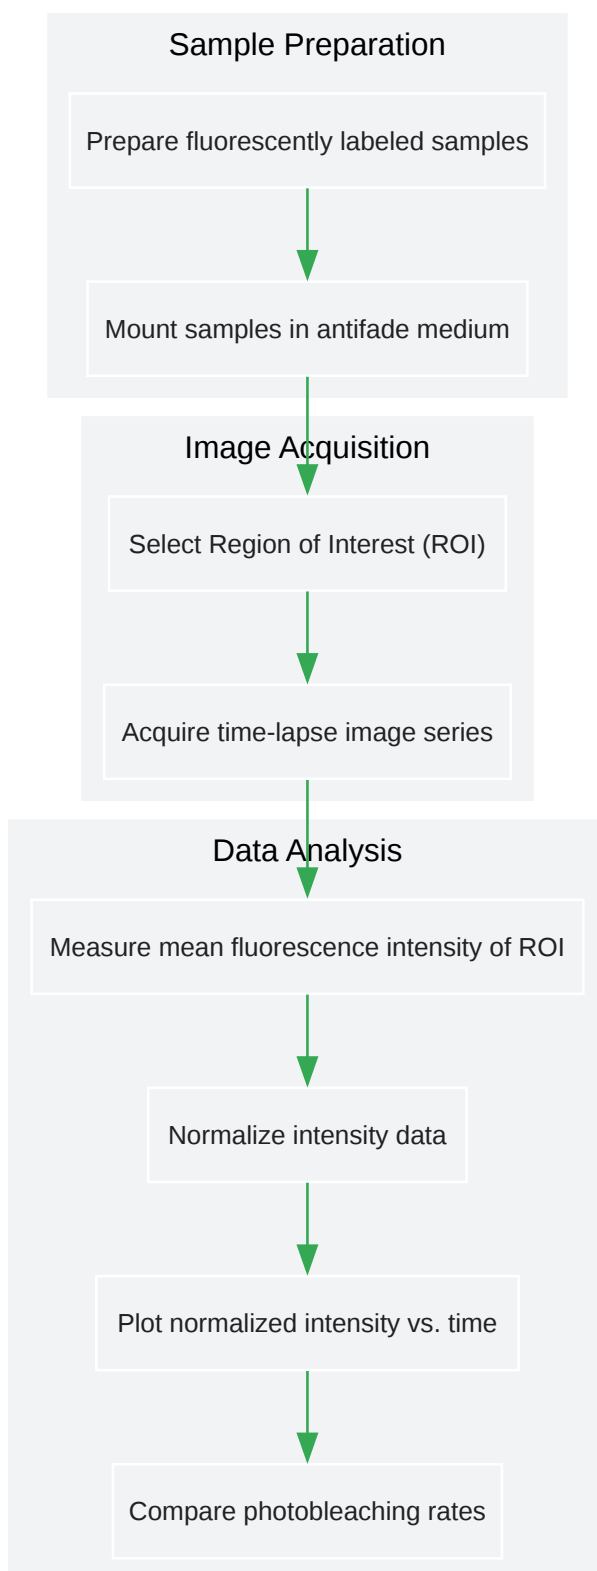 Sample Preparation
Prepare fluorescently labeled samples
Mount samples in antifade medium
Image Acquisition
Select Region of Interest (ROI)
Acquire time-lapse image series
Data Analysis
Measure mean fluorescence intensity of ROI
Normalize intensity data
Plot normalized intensity vs. time
Compare photobleaching rates